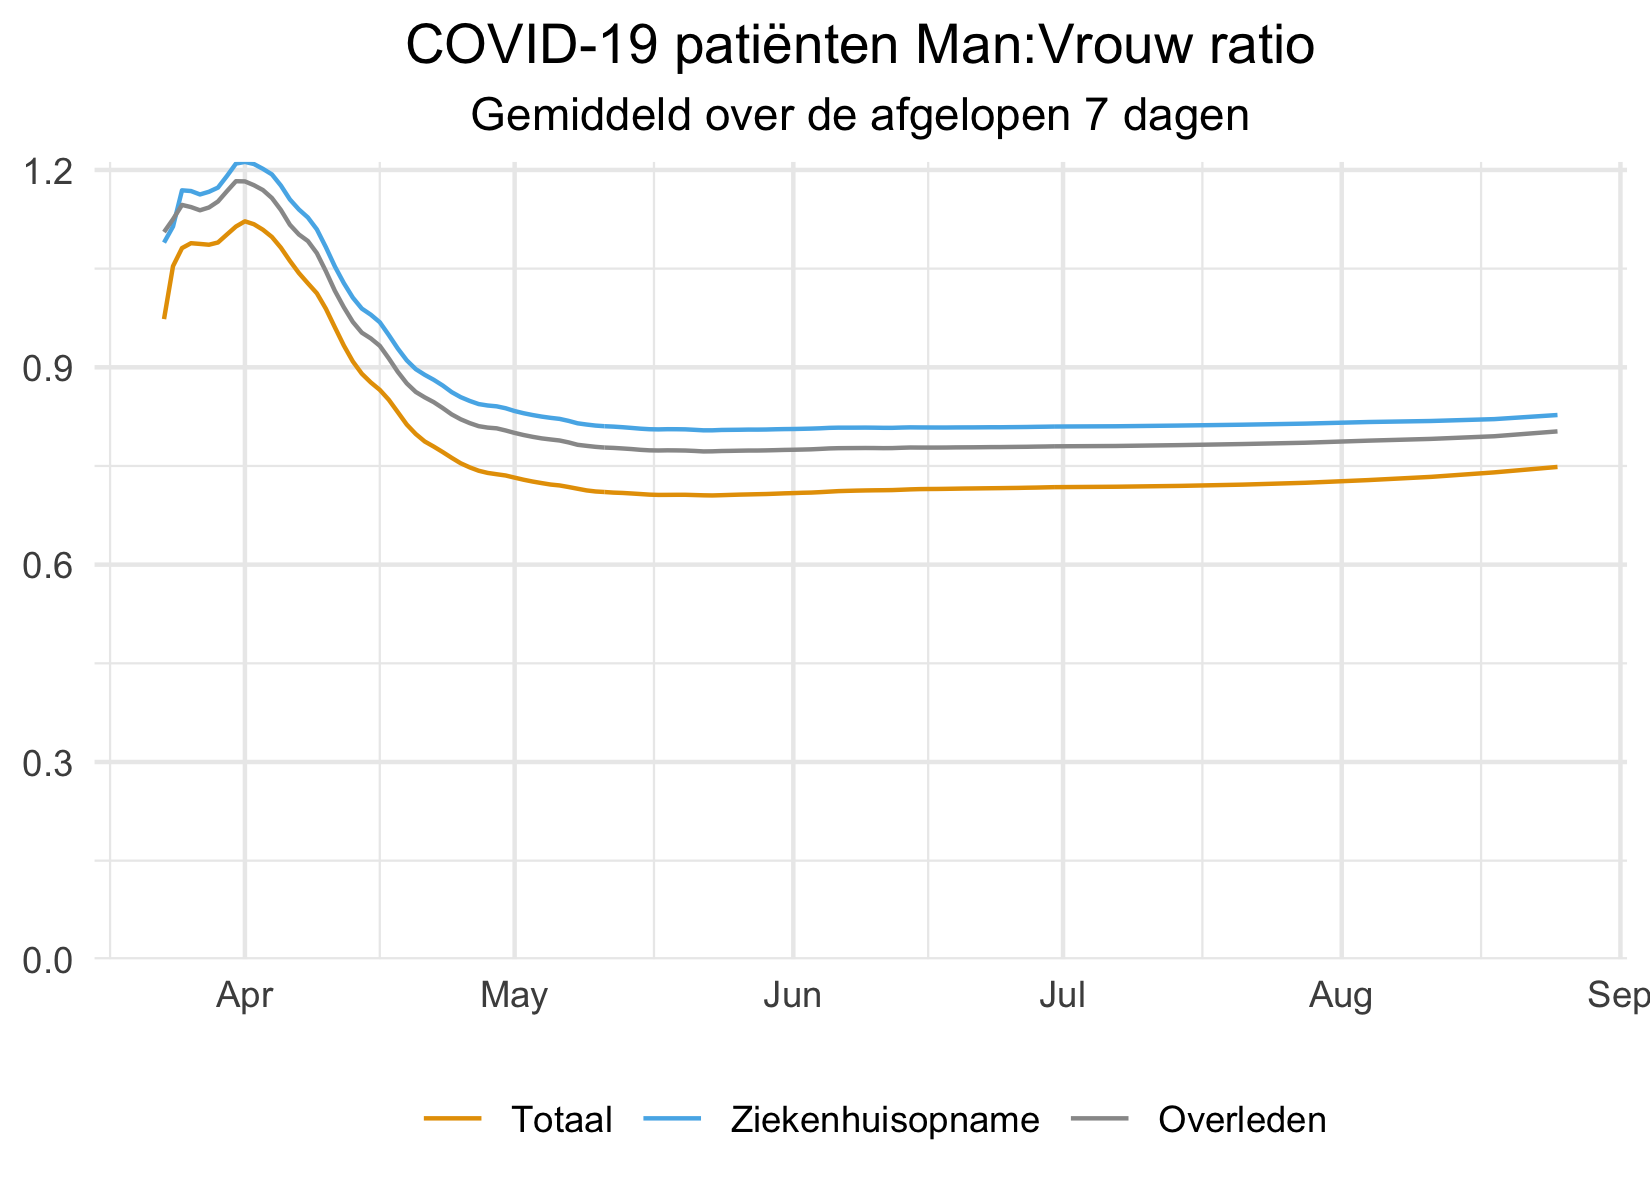 COVID-19 patiënten Man:Vrouw ratio
Gemiddeld over de afgelopen 7 dagen
1.2
0.9
0.6
0.3
0.0
Apr May Jun Jul Aug Sep
Totaal Ziekenhuisopname Overleden